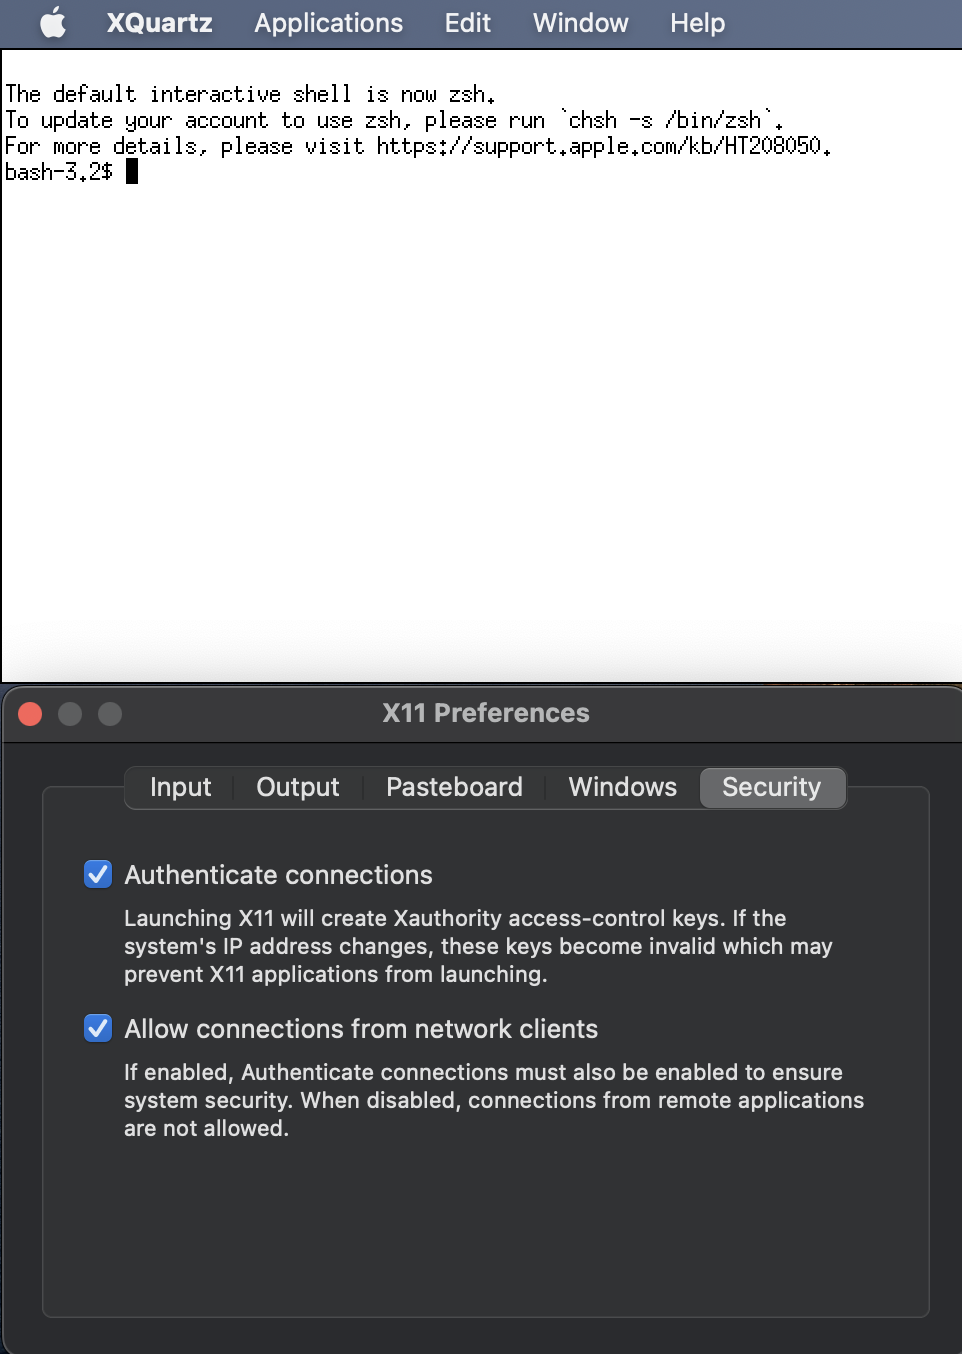 XQuartz Applications Edit Window Help
The default interactive shell is now zsh.
To update your account to use zsh, please run `chsh -s /bin/zsh`.
For more details, please visit https://support.apple.com/kb/HT208050.
bash-3.2$
X11 Preferences
Input Output Pasteboard Windows Security
Authenticate connections
Launching X11 will create Xauthority access-control keys. If the
system's IP address changes, these keys become invalid which may
prevent X11 applications from launching.
Allow connections from network clients
If enabled, Authenticate connections must also be enabled to ensure
system security. When disabled, connections from remote applications
are not allowed.